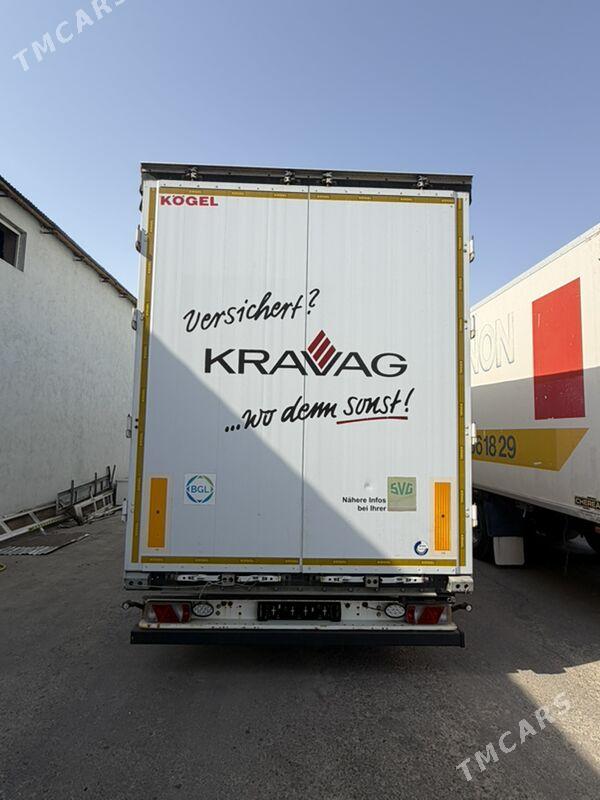 TMCARS
KÖGEL
versichert?
KRAVAG
...wo denn sonst!
BGL
Nähere Infos
bei Ihrer
SVG
ON
61829
TMCARS